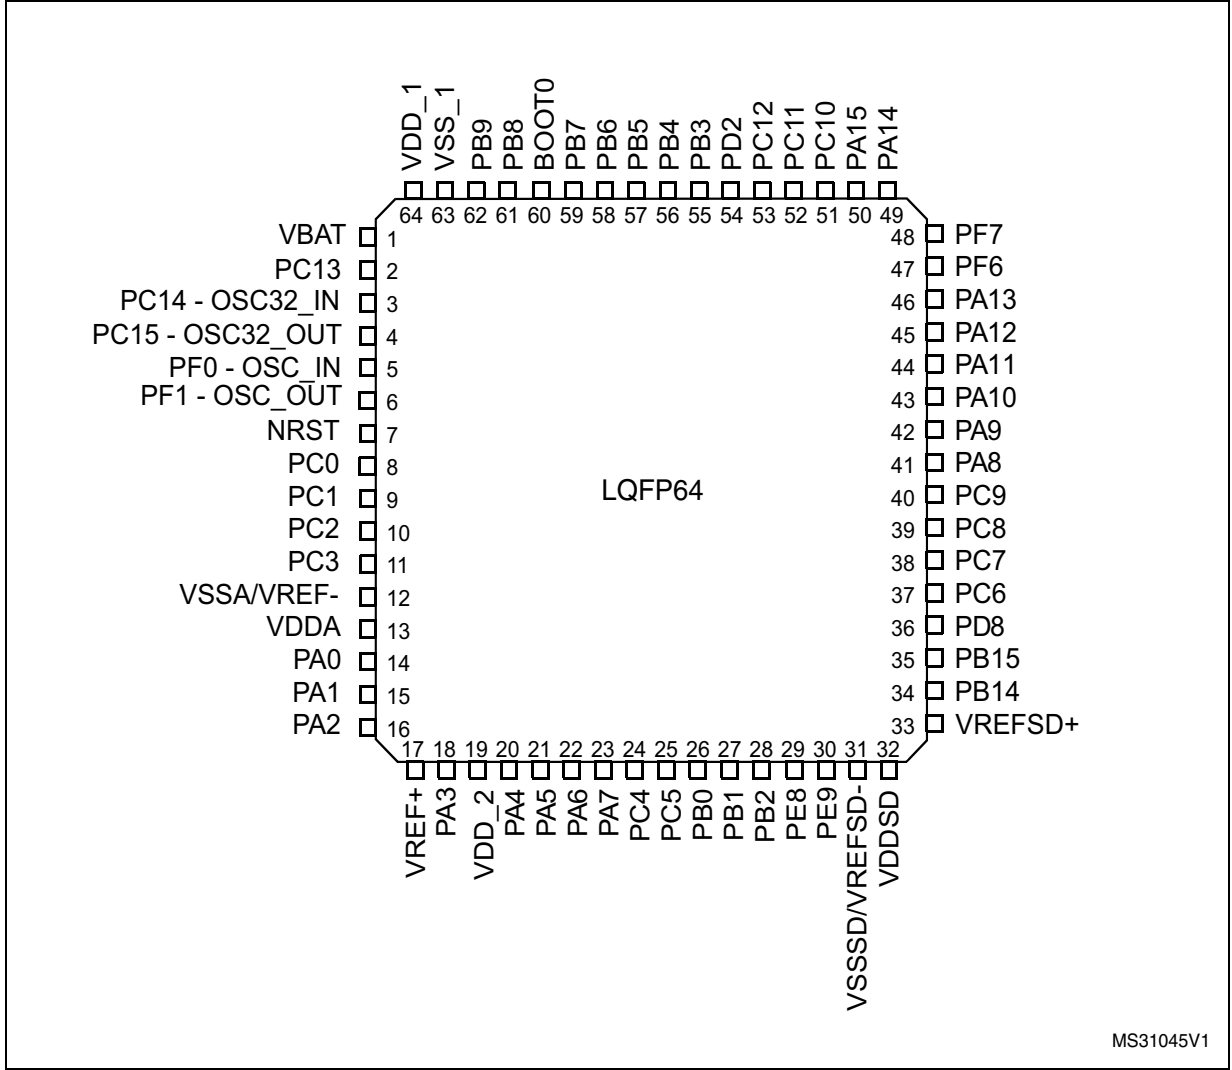 VDD_1
VSS_1
PB9
PB8
BOOT0
PB7
PB6
PB5
PB4
PB3
PD2
PC12
PC11
PC10
PA15
PA14
64 63 62 61 60 59 58 57 56 55 54 53 52 51 50 49
VBAT 1
PC13 2
PC14 - OSC32_IN 3
PC15 - OSC32_OUT 4
PF0 - OSC_IN 5
PF1 - OSC_OUT 6
NRST 7
PC0 8
PC1 9
PC2 10
PC3 11
VSSA/VREF- 12
VDDA 13
PA0 14
PA1 15
PA2 16
LQFP64
48 PF7
47 PF6
46 PA13
45 PA12
44 PA11
43 PA10
42 PA9
41 PA8
40 PC9
39 PC8
38 PC7
37 PC6
36 PD8
35 PB15
34 PB14
33 VREFSD+
17 18 19 20 21 22 23 24 25 26 27 28 29 30 31 32
VREF+
PA3
VDD_2
PA4
PA5
PA6
PA7
PC4
PC5
PB0
PB1
PB2
PE8
PE9
VSSSD/VREFSD-
VDDSD
MS31045V1